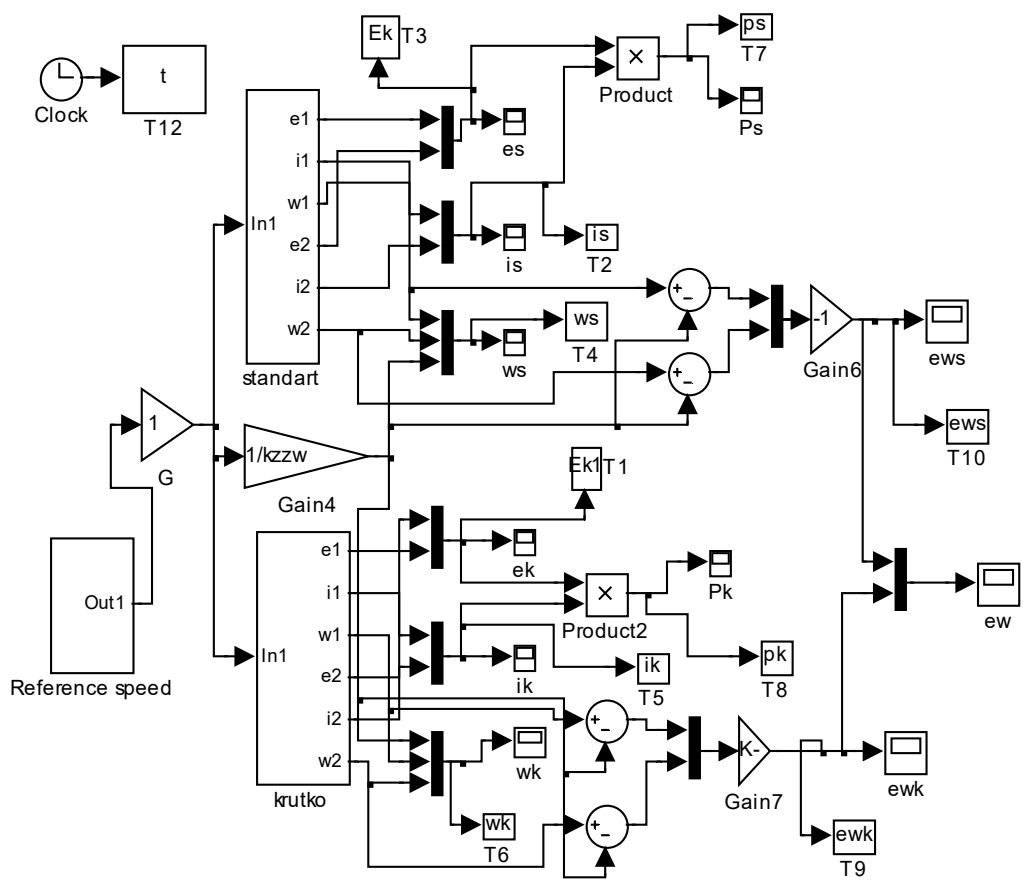 Ek
T3
ps
T7
×
Product
Ps
t
Clock
T12
es
e1
i1
w1
e2
i2
w2
In1
standart
is
is
T2
+
−
ws
T4
ws
+
−
-1
Gain6
ews
ews
T10
1
G
1/kzzw
Gain4
Ek1
T1
ek
×
Product2
Pk
Out1
Reference speed
e1
i1
w1
e2
i2
w2
In1
krutko
ik
ik
T5
pk
T8
ew
+
−
wk
K-
Gain7
ewk
wk
T6
+
−
ewk
T9